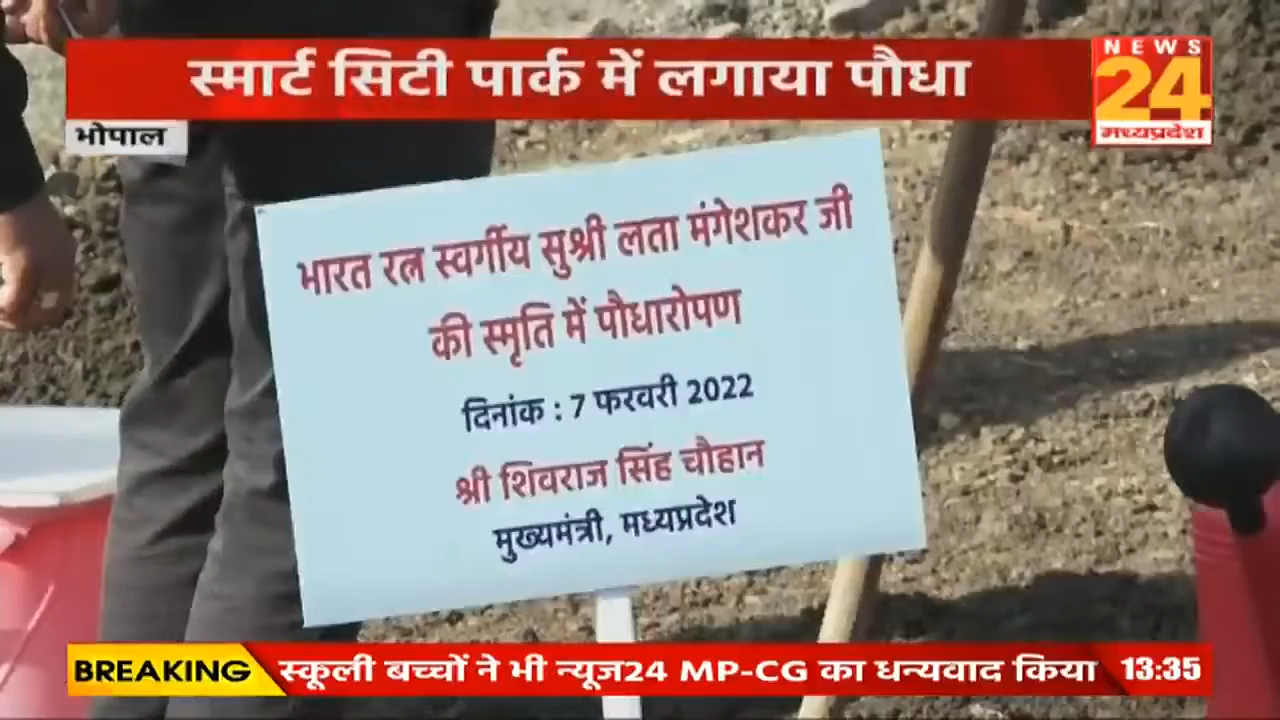 स्मार्ट सिटी पार्क में लगाया पौधा
NEWS
24
मध्यप्रदेश
भोपाल
भारत रत्न स्वर्गीय सुश्री लता मंगेशकर जी
की स्मृति में पौधारोपण
दिनांक : 7 फरवरी 2022
श्री शिवराज सिंह चौहान
मुख्यमंत्री, मध्यप्रदेश
BREAKING स्कूली बच्चों ने भी न्यूज24 MP-CG का धन्यवाद किया 13:35